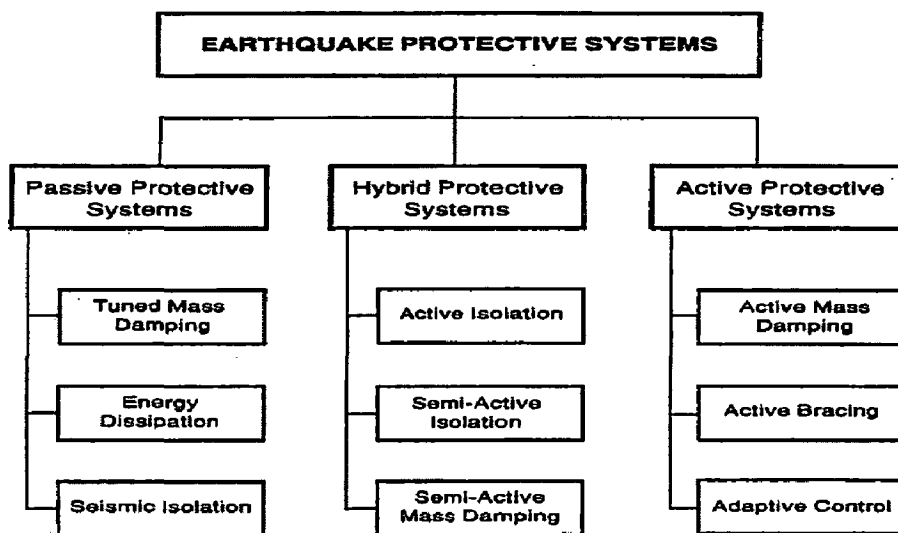 EARTHQUAKE PROTECTIVE SYSTEMS
Passive Protective
Systems
Tuned Mass
Damping
Energy
Dissipation
Seismic Isolation
Hybrid Protective
Systems
Active Isolation
Semi-Active
Isolation
Semi-Active
Mass Damping
Active Protective
Systems
Active Mass
Damping
Active Bracing
Adaptive Control